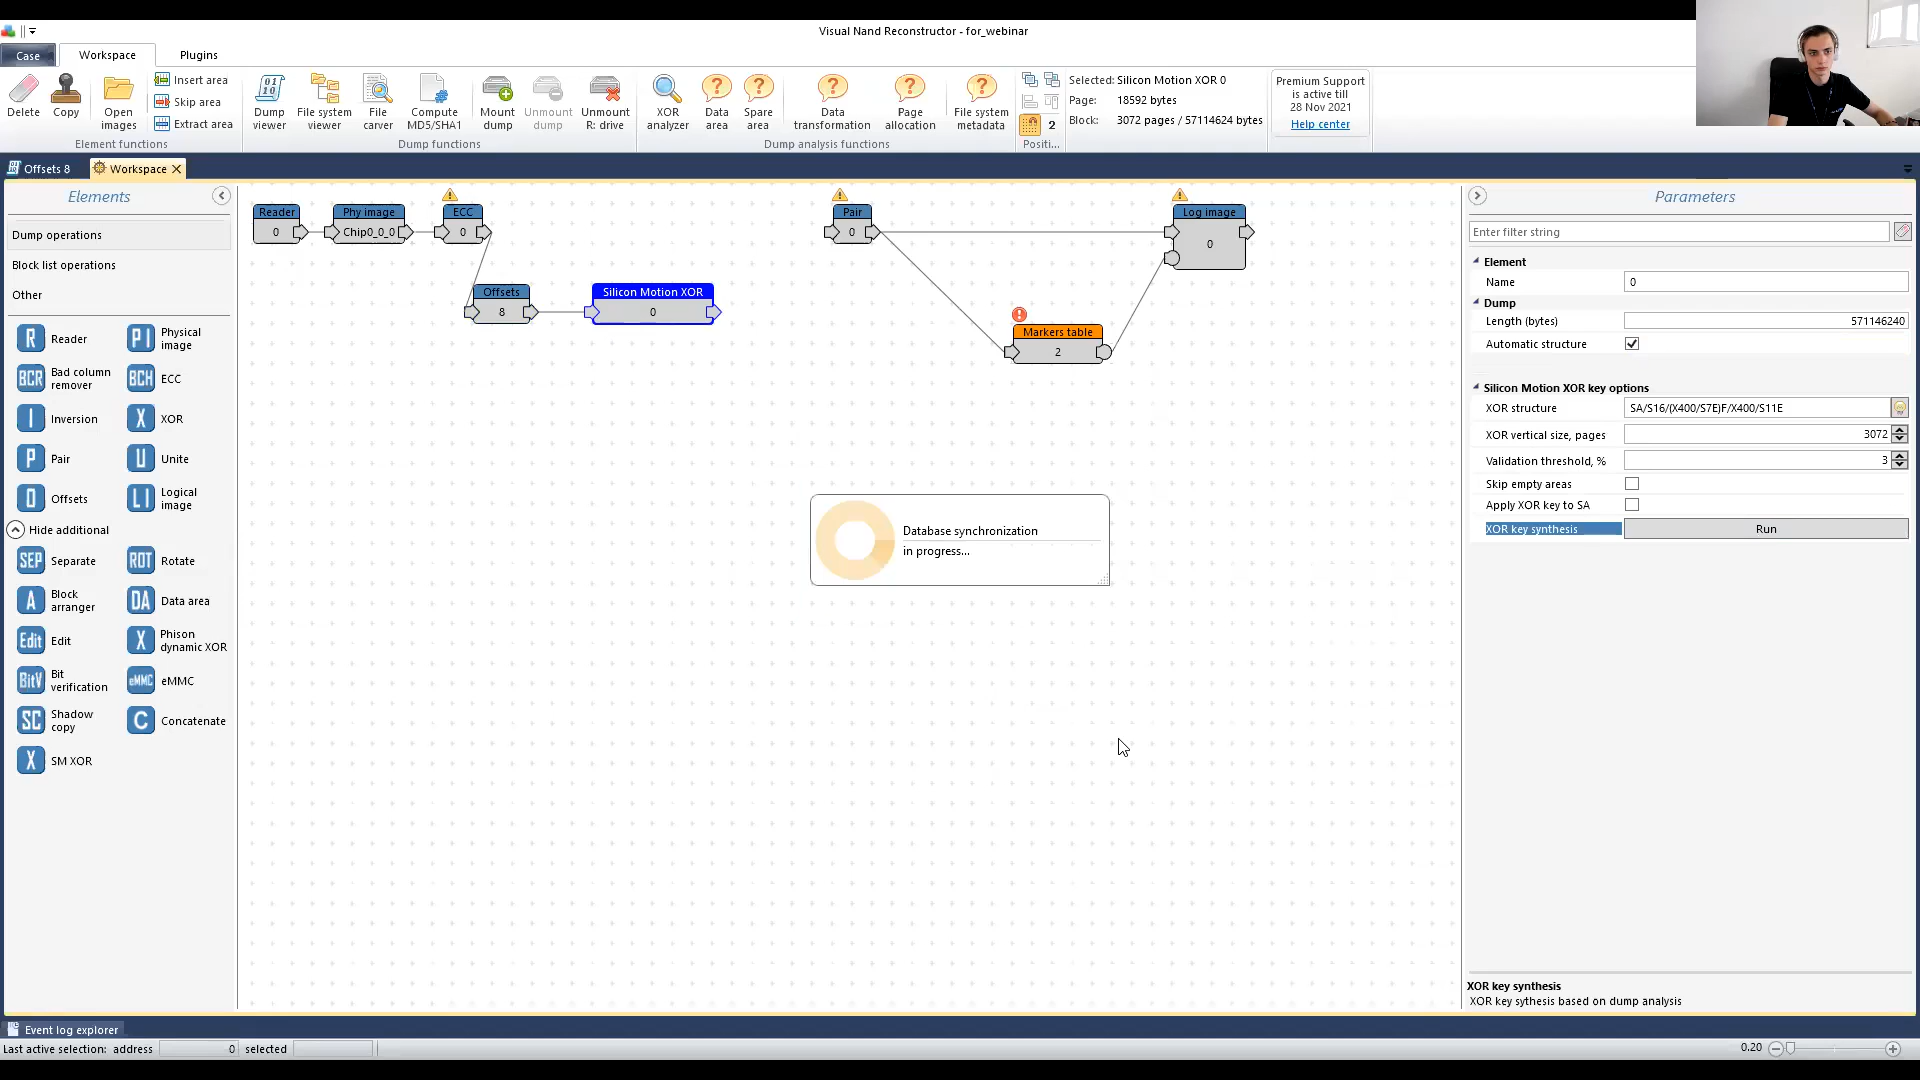 Visual Nand Reconstructor - for_webinar
Case
Workspace
Plugins
Delete
Copy
Open images
Insert area
Skip area
Extract area
Element functions
Dump viewer
File system viewer
File carver
Compute MD5/SHA1
Mount dump
Unmount dump
Unmount R: drive
Dump functions
XOR analyzer
Data area
Spare area
Data transformation
Page allocation
File system metadata
Dump analysis functions
2
Positi...
Selected: Silicon Motion XOR 0
Page: 18592 bytes
Block: 3072 pages / 57114624 bytes
Premium Support
is active till
28 Nov 2021
Help center
Offsets 8
Workspace
Elements
Dump operations
Block list operations
Other
R Reader
PI Physical image
BCR Bad column remover
BCH ECC
I Inversion
X XOR
P Pair
U Unite
O Offsets
LI Logical image
Hide additional
SEP Separate
ROT Rotate
A Block arranger
DA Data area
Edit Edit
X Phison dynamic XOR
BitV Bit verification
eMMC eMMC
SC Shadow copy
C Concatenate
X SM XOR
Reader
0
Phy image
Chip0_0_0
ECC
0
Offsets
8
Silicon Motion XOR
0
Pair
0
Markers table
2
Log image
0
Database synchronization
in progress...
Parameters
Enter filter string
Element
Name 0
Dump
Length (bytes) 571146240
Automatic structure
Silicon Motion XOR key options
XOR structure SA/S16/(X400/S7E)F/X400/S11E
XOR vertical size, pages 3072
Validation threshold, % 3
Skip empty areas
Apply XOR key to SA
XOR key synthesis Run
XOR key synthesis
XOR key sythesis based on dump analysis
Event log explorer
Last active selection: address 0 selected
0.20